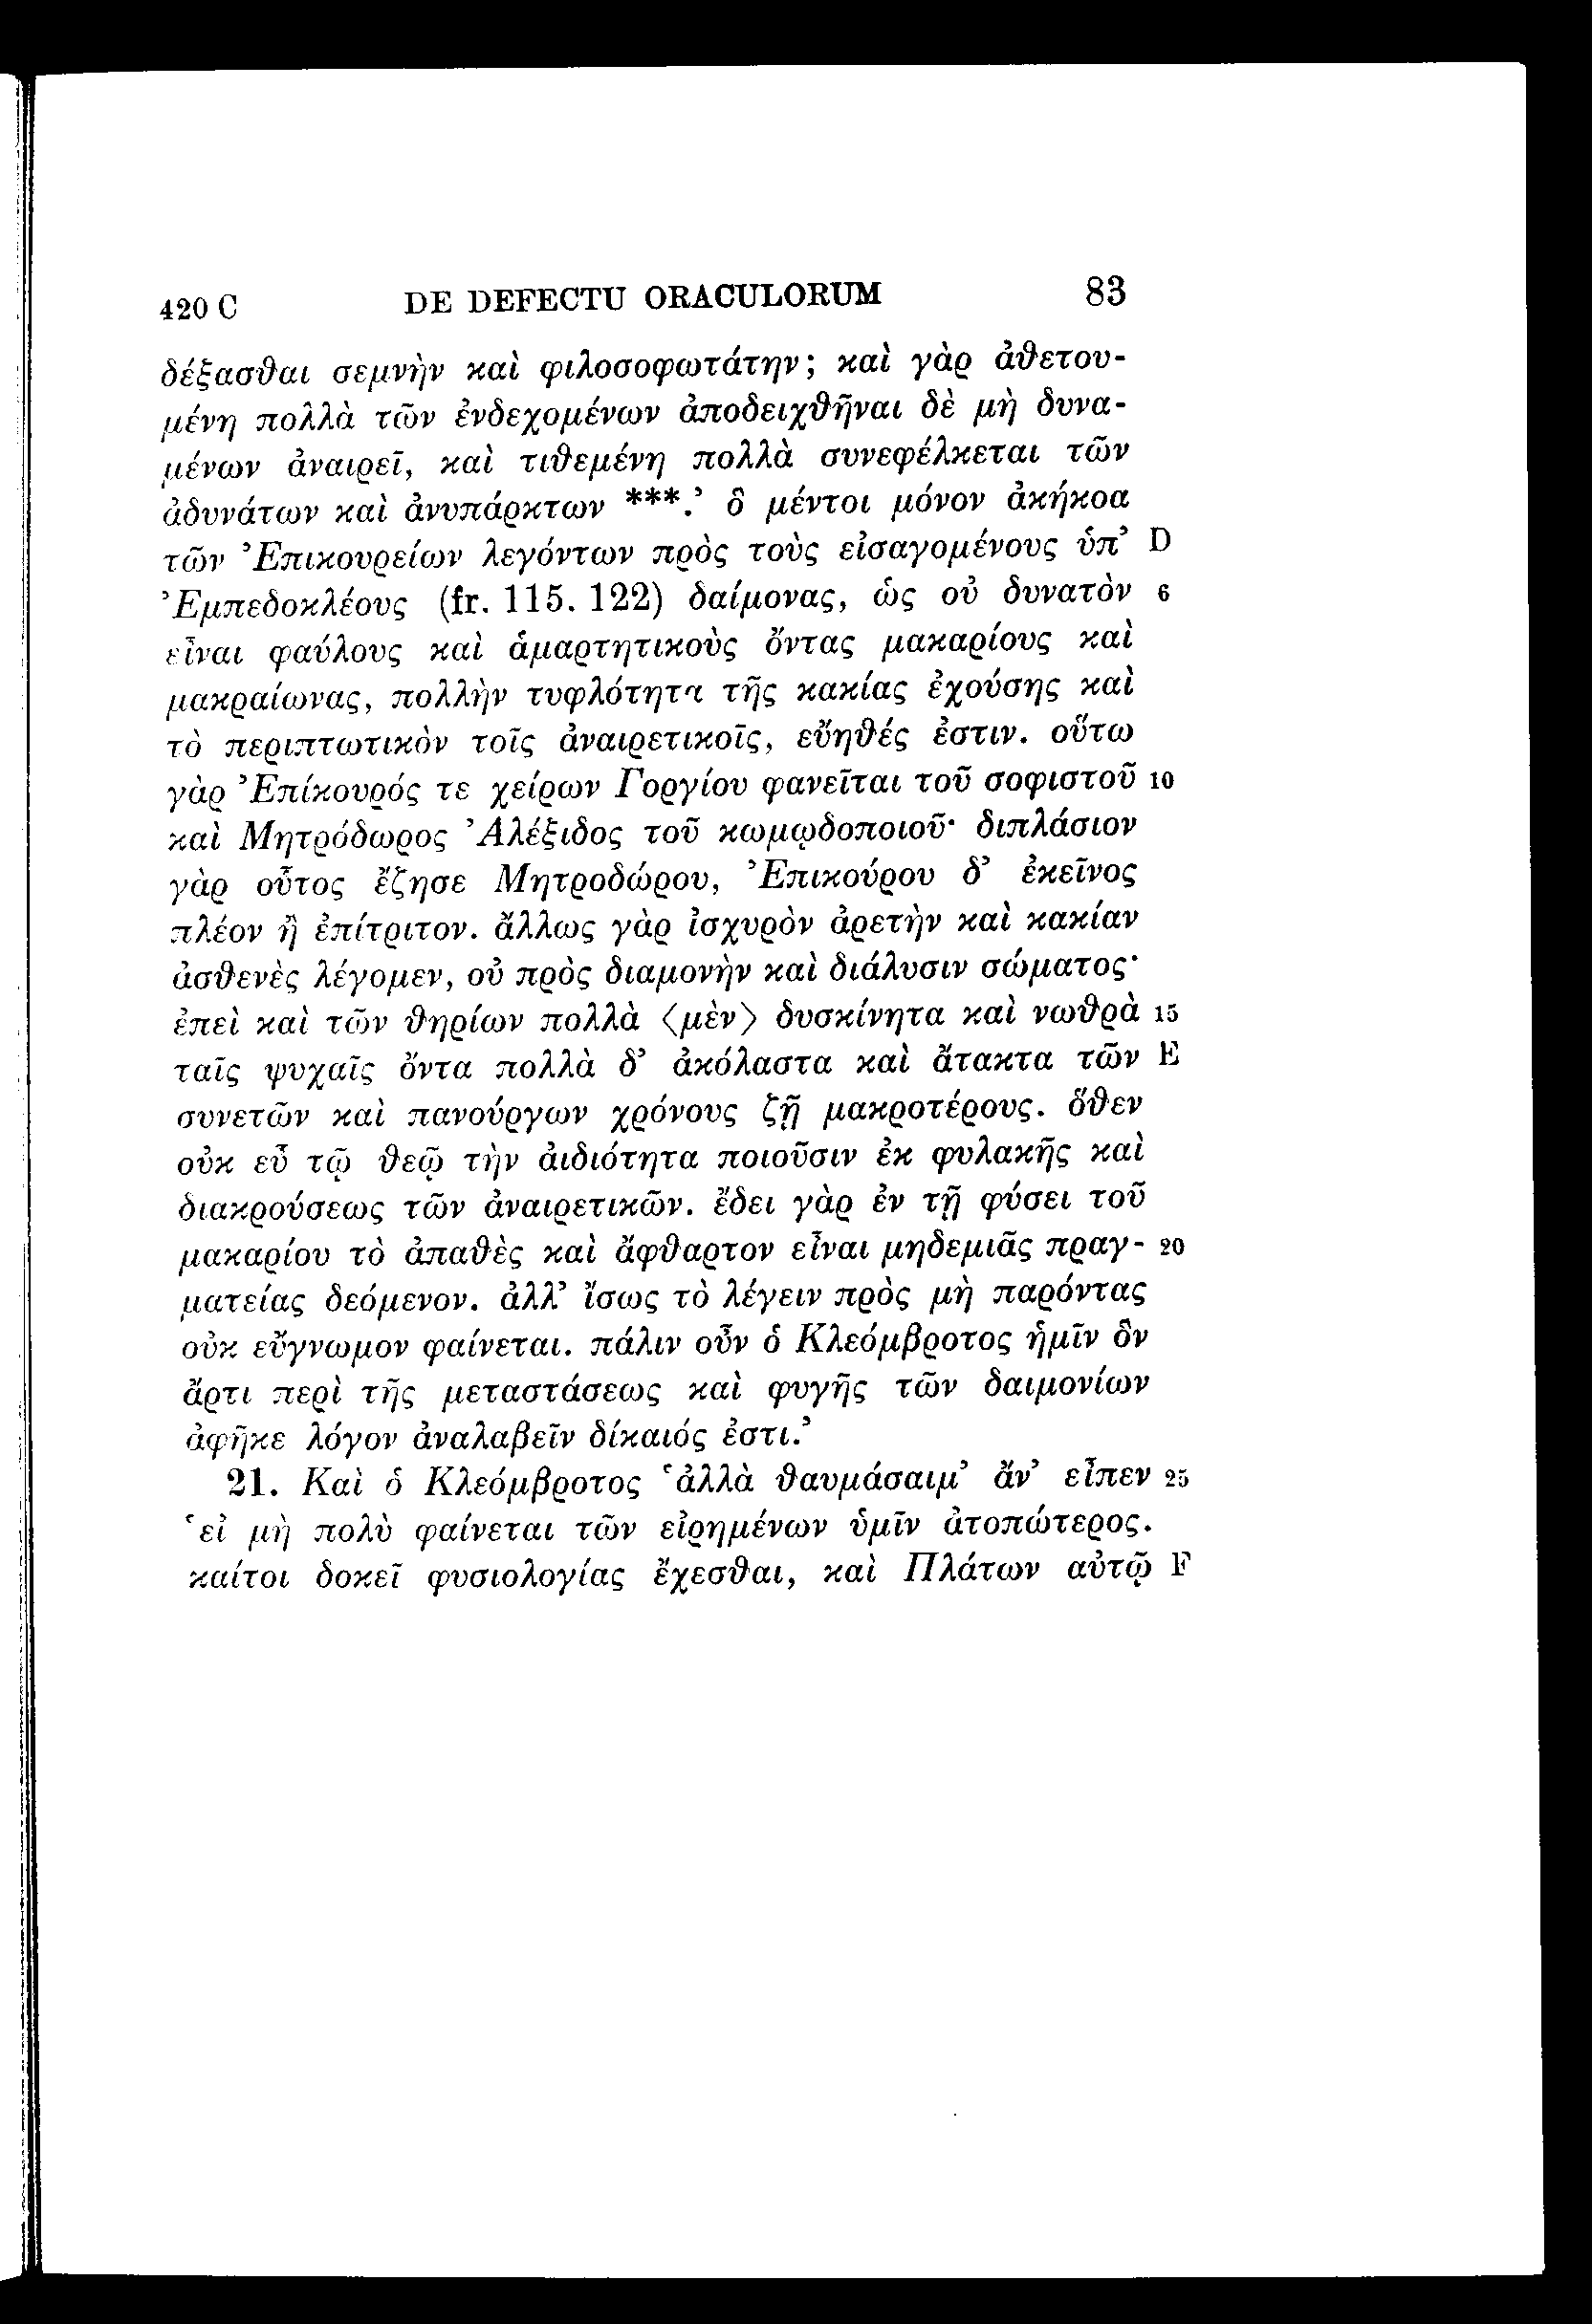 420 C DE DEFECTU ORACULORUM 83
δέξασθαι σεμνὴν καὶ φιλοσοφωτάτην; καὶ γὰρ ἀθετου-
μένη πολλὰ τῶν ἐνδεχομένων ἀποδειχθῆναι δὲ μὴ δυνα-
μένων ἀναιρεῖ, καὶ τιθεμένη πολλὰ συνεφέλκεται τῶν
ἀδυνάτων καὶ ἀνυπάρκτων ***.’ ὃ μέντοι μόνον ἀκήκοα
τῶν Ἐπικουρείων λεγόντων πρὸς τοὺς εἰσαγομένους ὑπ’ D
Ἐμπεδοκλέους (fr. 115. 122) δαίμονας, ὡς οὐ δυνατὸν 6
εἶναι φαύλους καὶ ἁμαρτητικοὺς ὄντας μακαρίους καὶ
μακραίωνας, πολλὴν τυφλότητα τῆς κακίας ἐχούσης καὶ
τὸ περιπτωτικὸν τοῖς ἀναιρετικοῖς, εὔηθές ἐστιν. οὕτω
γὰρ Ἐπίκουρός τε χείρων Γοργίου φανεῖται τοῦ σοφιστοῦ 10
καὶ Μητρόδωρος Ἀλέξιδος τοῦ κωμῳδοποιοῦ· διπλάσιον
γὰρ οὗτος ἔζησε Μητροδώρου, Ἐπικούρου δ’ ἐκεῖνος
πλέον ἢ ἐπίτριτον. ἄλλως γὰρ ἰσχυρὸν ἀρετὴν καὶ κακίαν
ἀσθενὲς λέγομεν, οὐ πρὸς διαμονὴν καὶ διάλυσιν σώματος·
ἐπεὶ καὶ τῶν θηρίων πολλὰ ⟨μὲν⟩ δυσκίνητα καὶ νωθρὰ 15
ταῖς ψυχαῖς ὄντα πολλὰ δ’ ἀκόλαστα καὶ ἄτακτα τῶν E
συνετῶν καὶ πανούργων χρόνους ζῇ μακροτέρους. ὅθεν
οὐκ εὖ τῷ θεῷ τὴν ἀιδιότητα ποιοῦσιν ἐκ φυλακῆς καὶ
διακρούσεως τῶν ἀναιρετικῶν. ἔδει γὰρ ἐν τῇ φύσει τοῦ
μακαρίου τὸ ἀπαθὲς καὶ ἄφθαρτον εἶναι μηδεμιᾶς πραγ- 20
ματείας δεόμενον. ἀλλ’ ἴσως τὸ λέγειν πρὸς μὴ παρόντας
οὐκ εὔγνωμον φαίνεται. πάλιν οὖν ὁ Κλεόμβροτος ἡμῖν ὃν
ἄρτι περὶ τῆς μεταστάσεως καὶ φυγῆς τῶν δαιμονίων
ἀφῆκε λόγον ἀναλαβεῖν δίκαιός ἐστι.’
21. Καὶ ὁ Κλεόμβροτος ‘ἀλλὰ θαυμάσαιμ’ ἄν’ εἶπεν 25
‘εἰ μὴ πολὺ φαίνεται τῶν εἰρημένων ὑμῖν ἀτοπώτερος.
καίτοι δοκεῖ φυσιολογίας ἔχεσθαι, καὶ Πλάτων αὐτῷ F